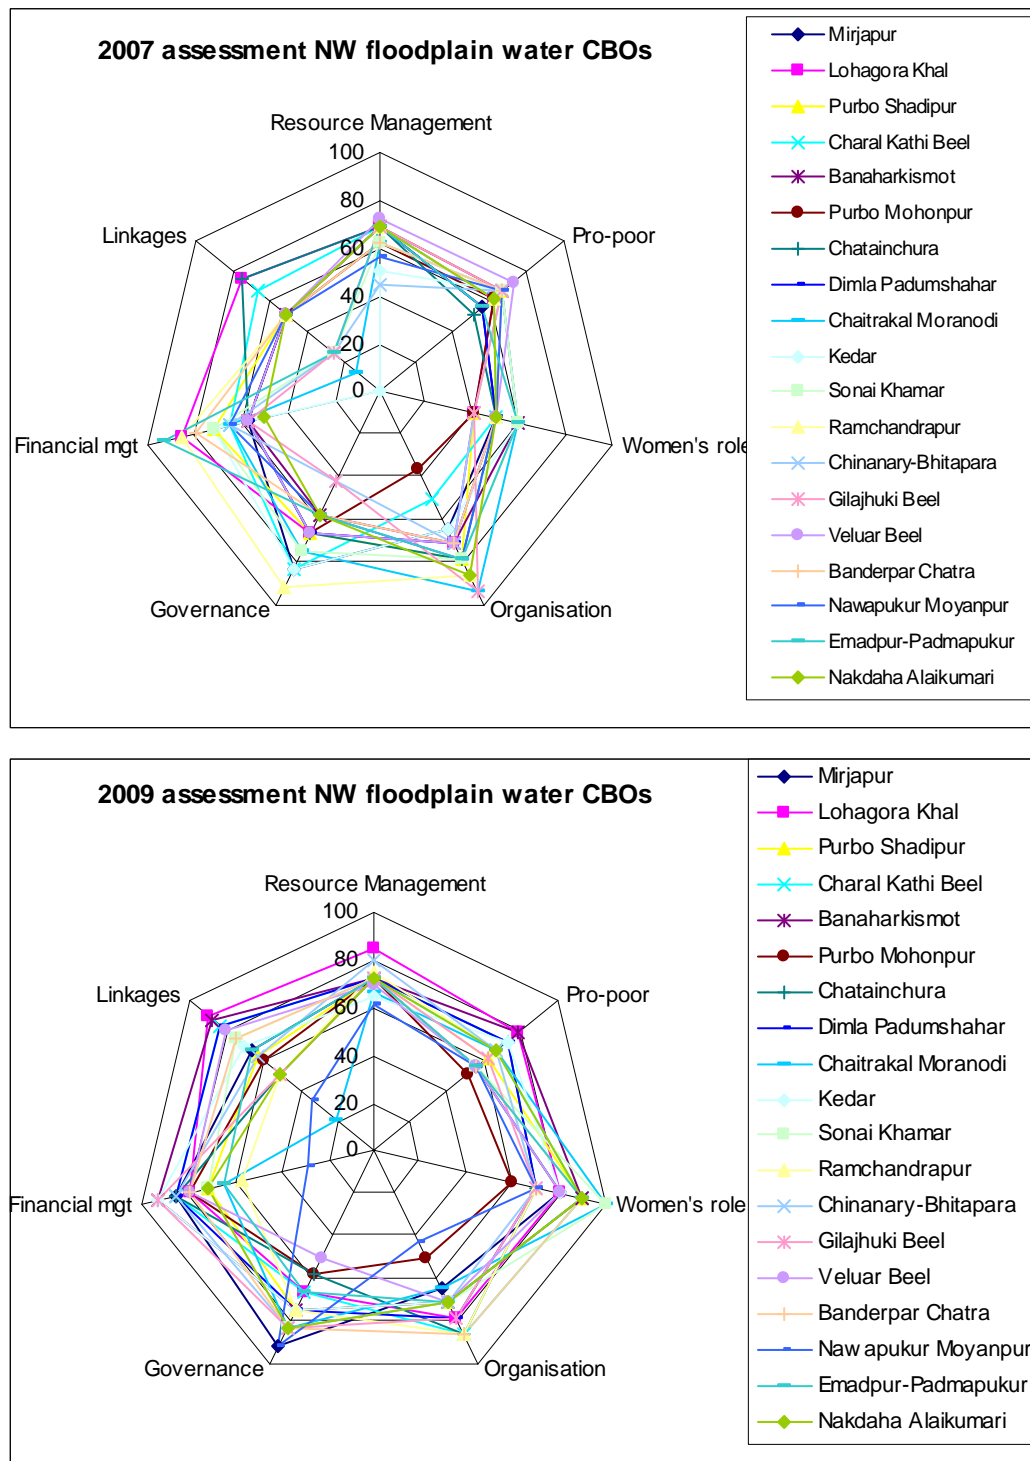 2007 assessment NW floodplain water CBOs
Resource Management
100
80
60
40
20
0
Pro-poor
Women's role
Organisation
Governance
Financial mgt
Linkages
Mirjapur
Lohagora Khal
Purbo Shadipur
Charal Kathi Beel
Banaharkismot
Purbo Mohonpur
Chatainchura
Dimla Padumshahar
Chaitrakal Moranodi
Kedar
Sonai Khamar
Ramchandrapur
Chinanary-Bhitapara
Gilajhuki Beel
Veluar Beel
Banderpar Chatra
Nawapukur Moyanpur
Emadpur-Padmapukur
Nakdaha Alaikumari
2009 assessment NW floodplain water CBOs
Resource Management
100
80
60
40
20
0
Pro-poor
Women's role
Organisation
Governance
Financial mgt
Linkages
Mirjapur
Lohagora Khal
Purbo Shadipur
Charal Kathi Beel
Banaharkismot
Purbo Mohonpur
Chatainchura
Dimla Padumshahar
Chaitrakal Moranodi
Kedar
Sonai Khamar
Ramchandrapur
Chinanary-Bhitapara
Gilajhuki Beel
Veluar Beel
Banderpar Chatra
Nawapukur Moyanpur
Emadpur-Padmapukur
Nakdaha Alaikumari